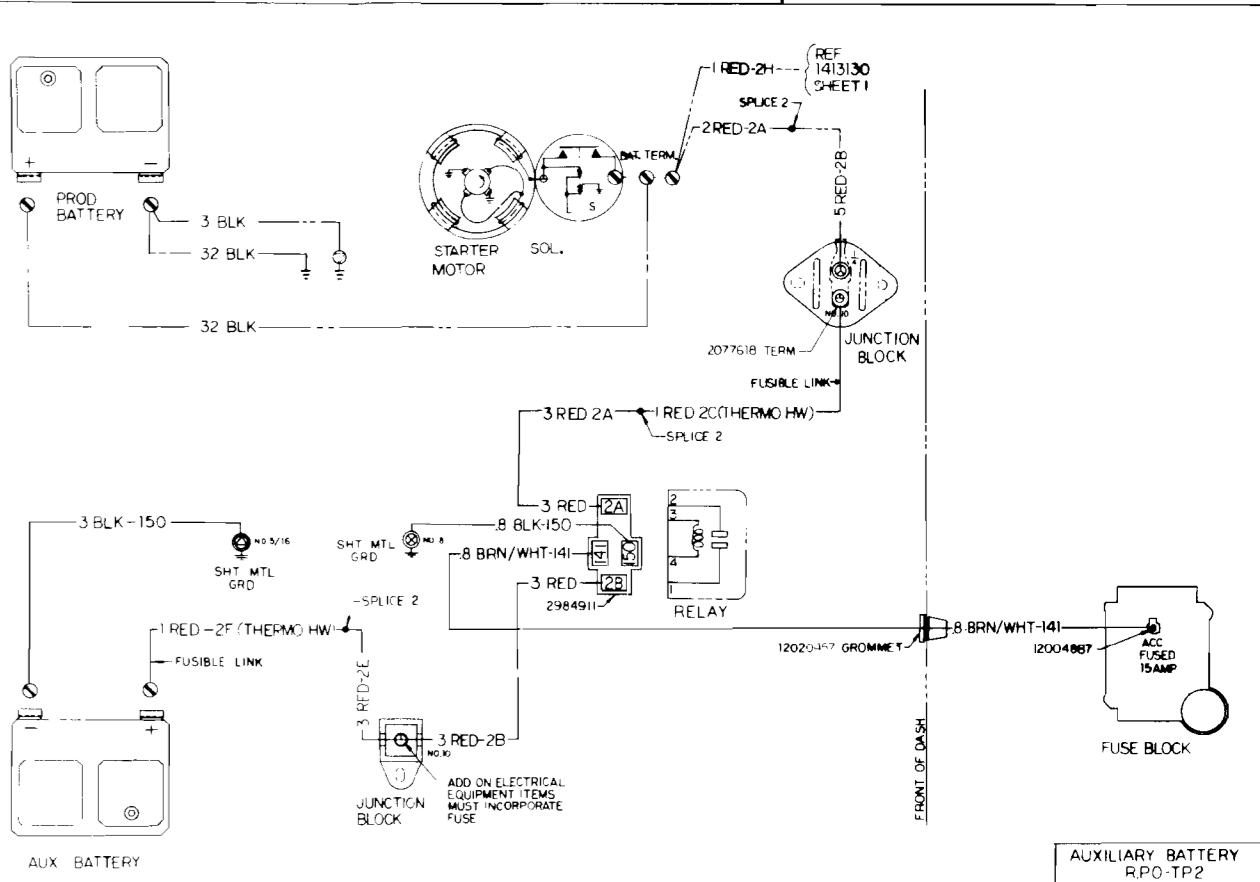 REF
1 RED-2H
1413130
SHEET 1
SPLICE 2
2 RED-2A
BAT. TERM.
+
-
PROD
BATTERY
3 BLK
32 BLK
32 BLK
STARTER
MOTOR
SOL.
S
5 RED-2B
1/4
NO. 10
2077618 TERM
JUNCTION
BLOCK
FUSIBLE LINK
3 RED 2A
1 RED 2C (THERMO HW)
SPLICE 2
3 RED
2A
.8 BLK-150
.8 BRN/WHT-141
141
150
3 RED
2B
2984911
2
3
4
1
RELAY
3 BLK-150
NO. 5/16
SHT MTL
GRD
SHT MTL
GRD
NO. 8
SPLICE 2
1 RED-2F (THERMO HW)
FUSIBLE LINK
3 RED-2E
3 RED-2B
NO. 10
-
+
AUX BATTERY
JUNCTION
BLOCK
ADD ON ELECTRICAL
EQUIPMENT ITEMS
MUST INCORPORATE
FUSE
GROMMET
.8 BRN/WHT-141
12004887
ACC
FUSED
15 AMP
FUSE BLOCK
FRONT OF DASH
AUXILIARY BATTERY
R.P.O-TP2